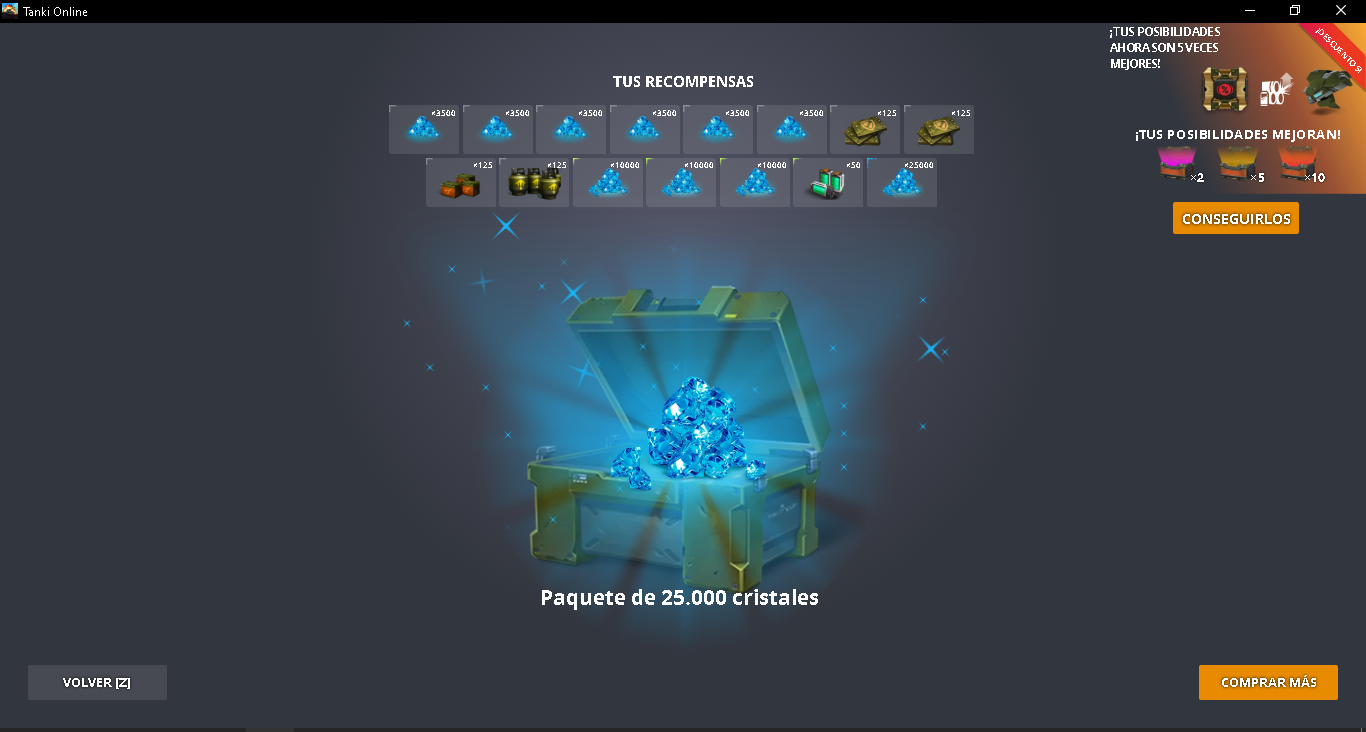 Tanki Online
¡TUS POSIBILIDADES
AHORA SON 5 VECES
MEJORES!
¡DESCUENTOS!
TUS RECOMPENSAS
×3500 ×3500 ×3500 ×3500 ×3500 ×3500 ×125 ×125
¡TUS POSIBILIDADES MEJORAN!
×125 ×125 ×10000 ×10000 ×10000 ×50 ×25000
×2 ×5 ×10
CONSEGUIRLOS
Paquete de 25.000 cristales
VOLVER [Z]
COMPRAR MÁS